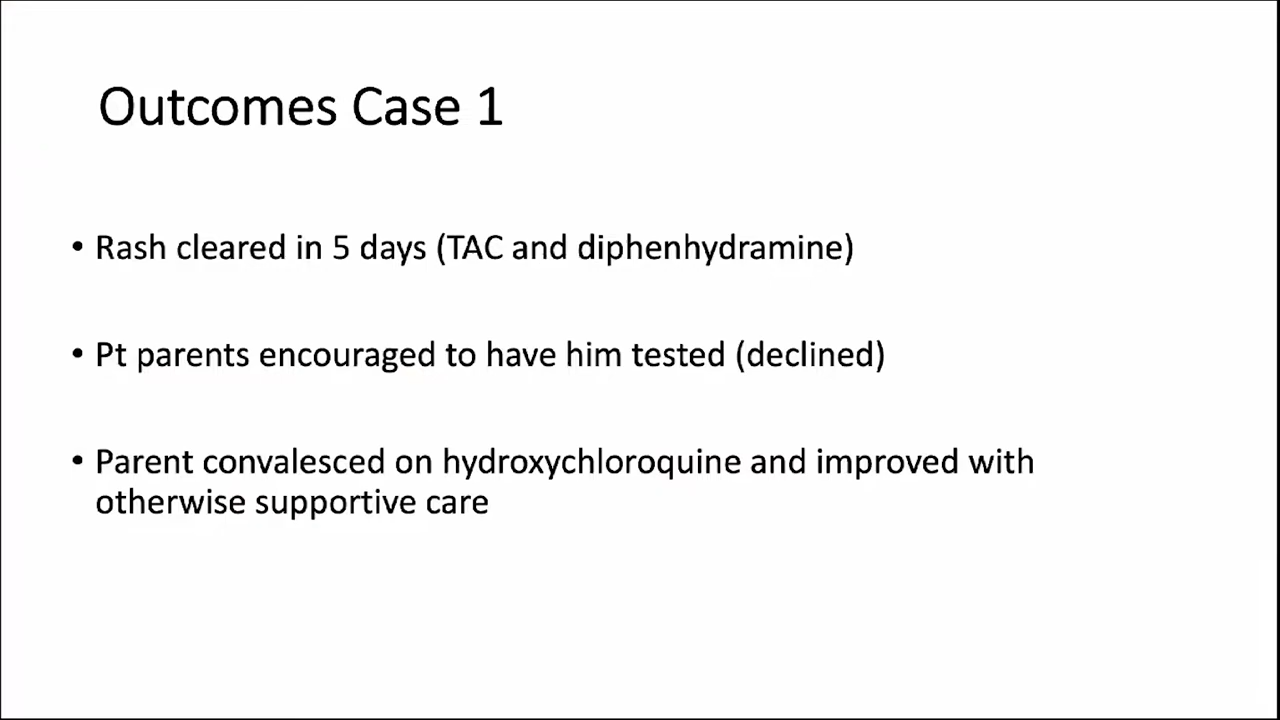 Outcomes Case 1
• Rash cleared in 5 days (TAC and diphenhydramine)
• Pt parents encouraged to have him tested (declined)
• Parent convalesced on hydroxychloroquine and improved with
otherwise supportive care